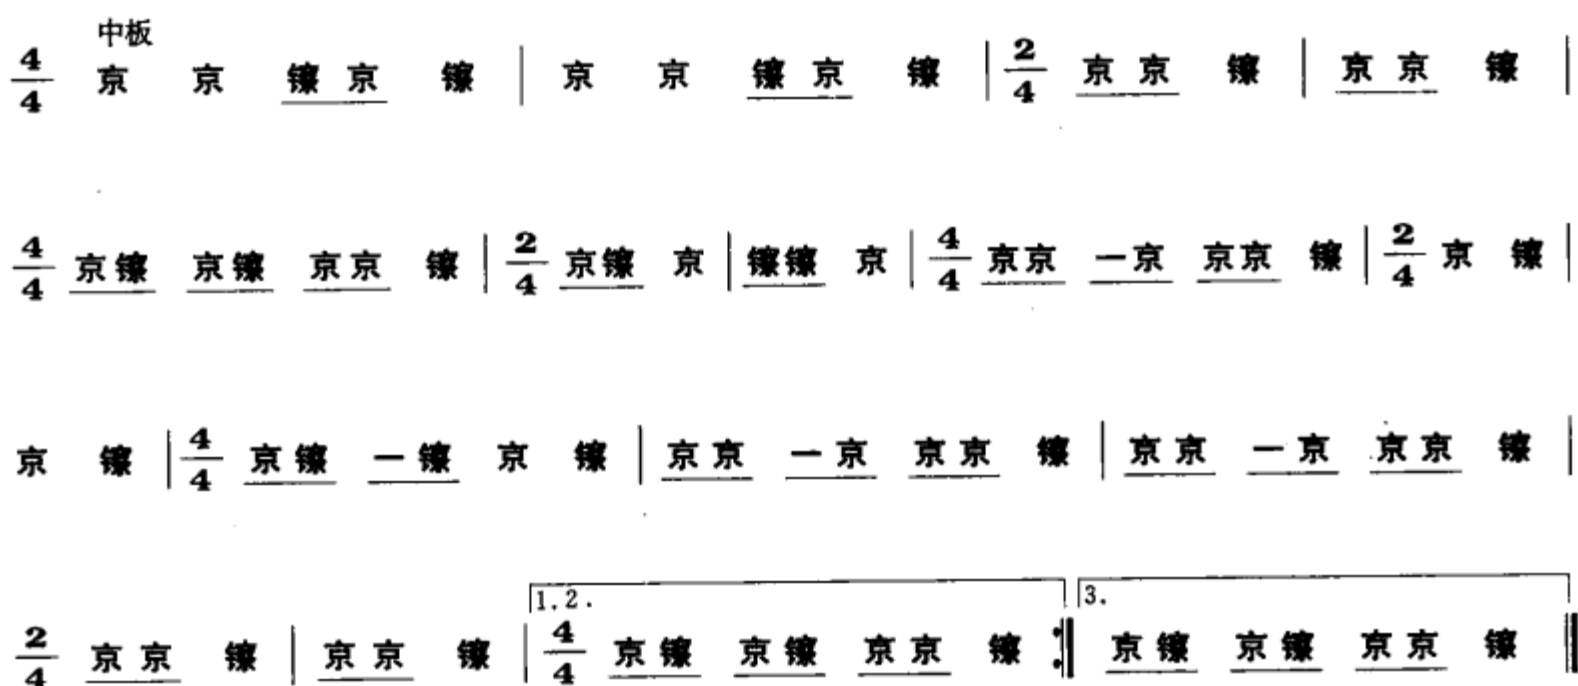 中板
4/4 京 京 镲 京 镲 | 京 京 镲 京 镲 | 2/4 京 京 镲 | 京 京 镲 |
4/4 京镲 京镲 京京 镲 | 2/4 京镲 京 | 镲镲 京 | 4/4 京京 一京 京京 镲 | 2/4 京 镲 |
京 镲 | 4/4 京镲 一镲 京 镲 | 京京 一京 京京 镲 | 京京 一京 京京 镲 |
1.2. 3.
2/4 京京 镲 | 京京 镲 | 4/4 京镲 京镲 京京 镲 :| 京镲 京镲 京京 镲 ‖